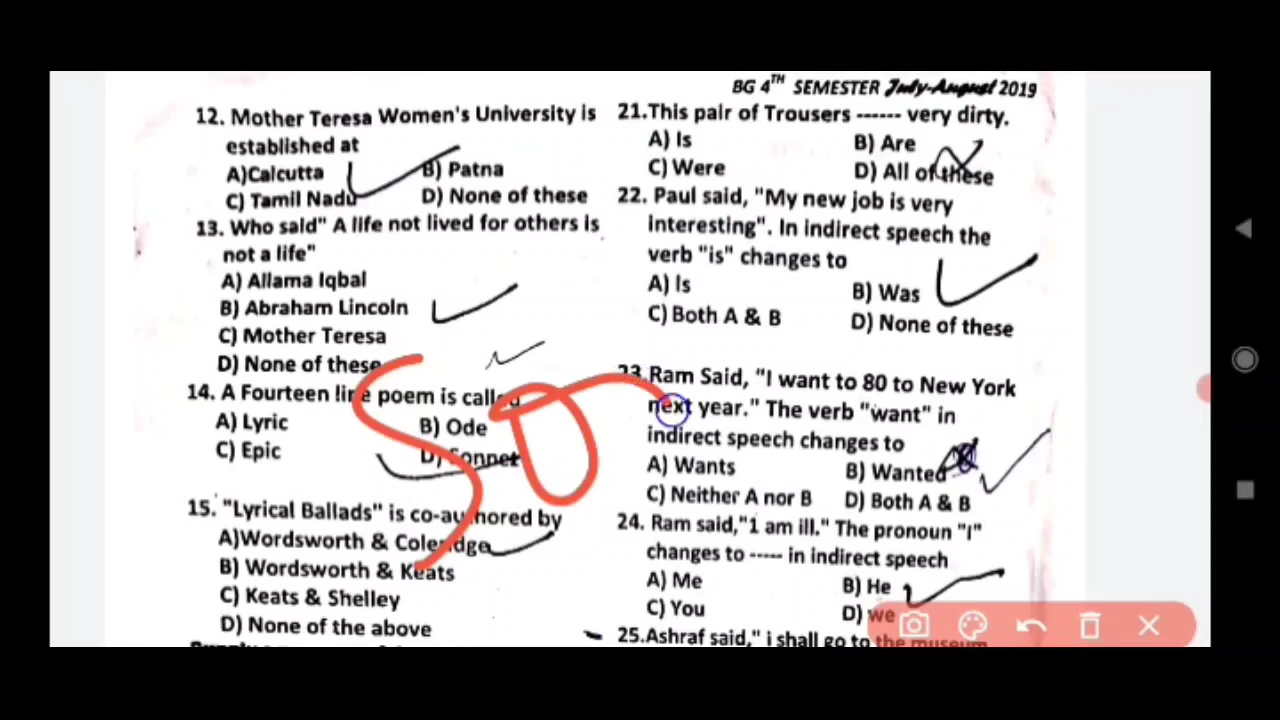 BG 4TH SEMESTER July-August 2019
12. Mother Teresa Women's University is
established at
A)Calcutta B) Patna
C) Tamil Nadu D) None of these
13. Who said" A life not lived for others is
not a life"
A) Allama Iqbal
B) Abraham Lincoln
C) Mother Teresa
D) None of these
14. A Fourteen line poem is called
A) Lyric B) Ode
C) Epic D) Sonnet
15. "Lyrical Ballads" is co-authored by
A)Wordsworth & Coleridge
B) Wordsworth & Keats
C) Keats & Shelley
D) None of the above
21.This pair of Trousers ------ very dirty.
A) Is B) Are
C) Were D) All of these
22. Paul said, "My new job is very
interesting". In indirect speech the
verb "is" changes to
A) Is B) Was
C) Both A & B D) None of these
23.Ram Said, "I want to 80 to New York
next year." The verb "want" in
indirect speech changes to
A) Wants B) Wanted
C) Neither A nor B D) Both A & B
24. Ram said,"1 am ill." The pronoun "I"
changes to ----- in indirect speech
A) Me B) He
C) You D) we
25.Ashraf said," i shall go to the museum
50